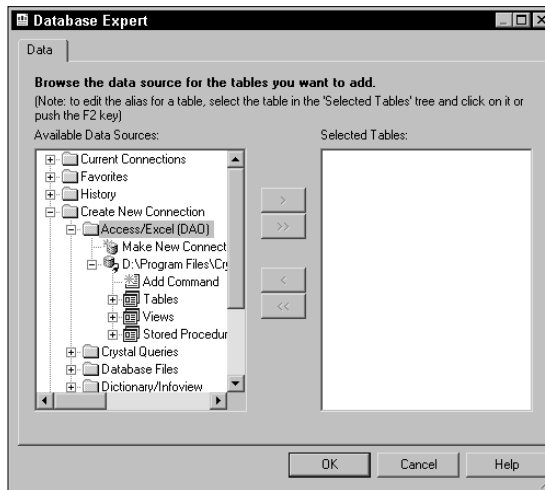 Database Expert
Data
Browse the data source for the tables you want to add.
(Note: to edit the alias for a table, select the table in the 'Selected Tables' tree and click on it or
push the F2 key)
Available Data Sources:
Selected Tables:
Current Connections
Favorites
History
Create New Connection
Access/Excel (DAO)
Make New Connect
D:\Program Files\Cry
Add Command
Tables
Views
Stored Procedur
Crystal Queries
Database Files
Dictionary/Infoview
>
>>
<
<<
OK
Cancel
Help